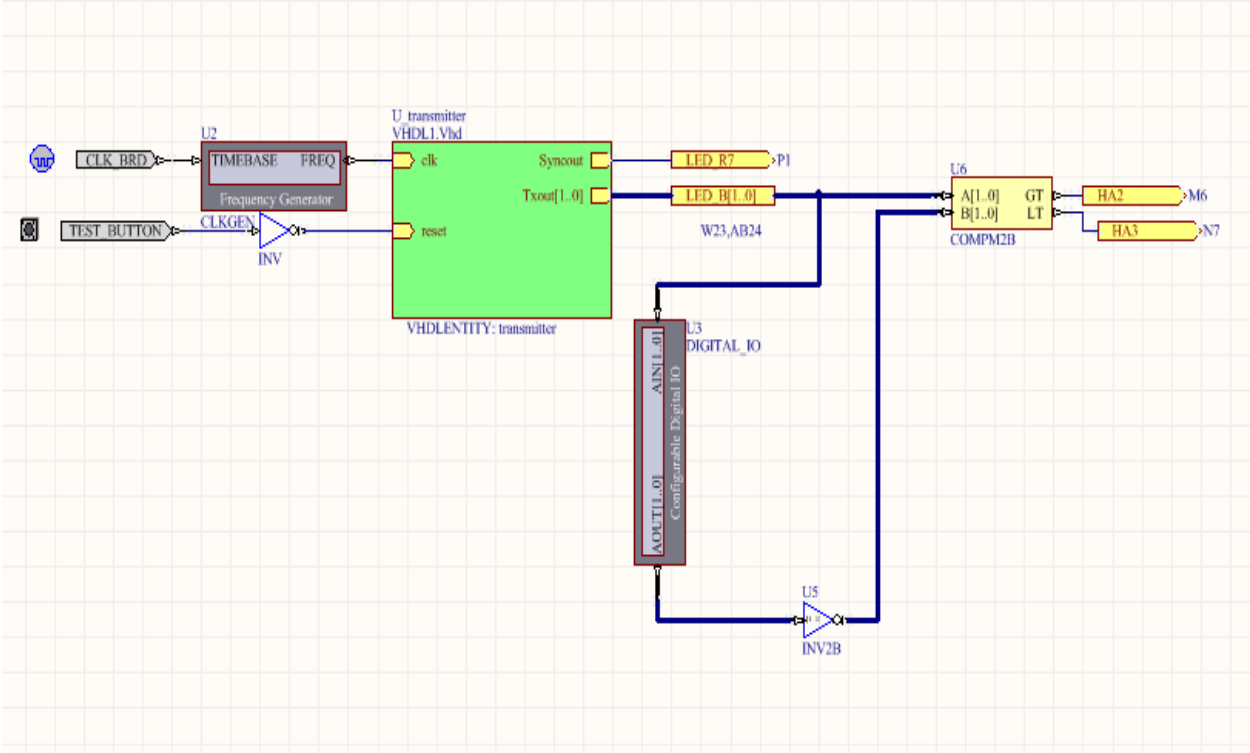 U_transmitter
U2
VHDL1.Vhd
CLK_BRD
TIMEBASE FREQ
clk
Syncout
LED_R7
P1
Frequency Generator
Txout[1..0]
LED_B[1..0]
U6
A[1..0] GT
HA2
M6
B[1..0] LT
TEST_BUTTON
CLKGEN
reset
W23,AB24
HA3
N7
COMPM2B
INV
VHDLENTITY: transmitter
U3
DIGITAL_IO
AIN[1..0]
Configurable Digital IO
AOUT[1..0]
U5
INV2B